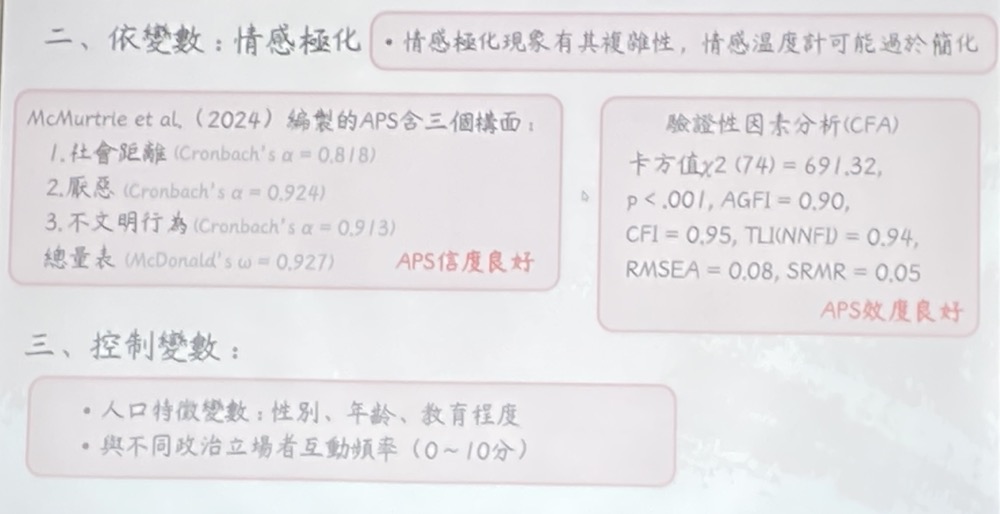 二、依變數：情感極化
• 情感極化現象有其複雜性，情感溫度計可能過於簡化
McMurtrie et al.（2024）編製的APS含三個構面：
1.社會距離 (Cronbach's α = 0.818)
2.厭惡 (Cronbach's α = 0.924)
3.不文明行為 (Cronbach's α = 0.913)
總量表 (McDonald's ω = 0.927)
APS信度良好
驗證性因素分析(CFA)
卡方值χ2 (74) = 691.32,
p < .001, AGFI = 0.90,
CFI = 0.95, TLI(NNFI) = 0.94,
RMSEA = 0.08, SRMR = 0.05
APS效度良好
三、控制變數：
• 人口特徵變數：性別、年齡、教育程度
• 與不同政治立場者互動頻率（0～10分）